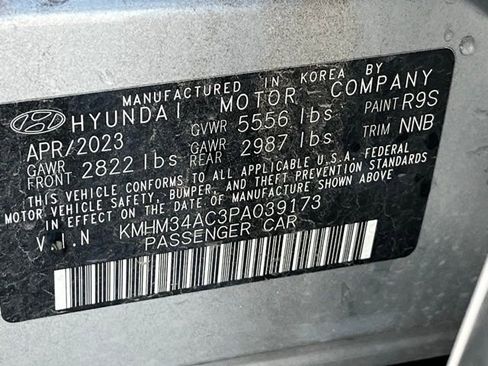 MANUFACTURED IN KOREA BY
HYUNDAI MOTOR COMPANY
APR/2023 GVWR 5556 lbs PAINT R9S
GAWR FRONT 2822 lbs GAWR REAR 2987 lbs TRIM NNB
THIS VEHICLE CONFORMS TO ALL APPLICABLE U.S.A. FEDERAL
MOTOR VEHICLE SAFETY AND THEFT PREVENTION STANDARDS
IN EFFECT ON THE DATE OF MANUFACTURE SHOWN ABOVE.
V.I.N KMHM34AC3PA039173
PASSENGER CAR